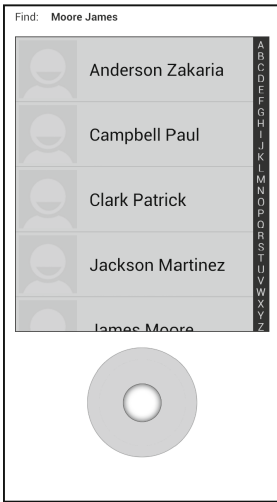 Find: Moore James
Anderson Zakaria
Campbell Paul
Clark Patrick
Jackson Martinez
James Moore
A
B
C
D
E
F
G
H
I
J
K
L
M
N
O
P
Q
R
S
T
U
V
W
X
Y
Z